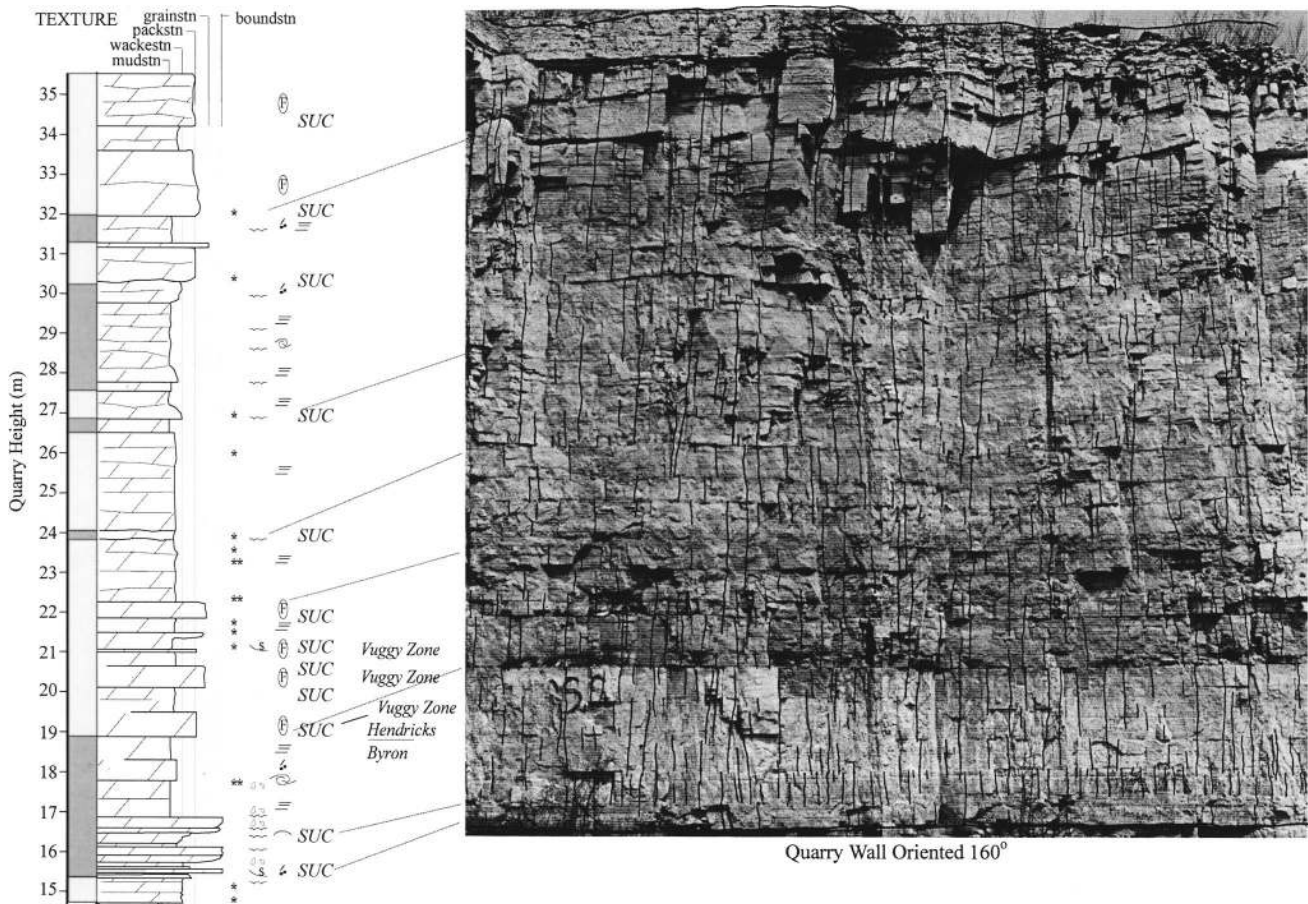 TEXTURE
grainstn
packstn
wackestn
mudstn
boundstn
Quarry Height (m)
35
F
SUC
34
33
F
32
*
SUC
31
30
*
SUC
29
28
27
*
SUC
26
*
25
24
*
SUC
*
23
**
**
F
22
SUC
*
*
21
*
s
F
SUC
Vuggy Zone
SUC
F
Vuggy Zone
20
SUC
Vuggy Zone
F
19
SUC
Hendricks
Byron
18
**
17
SUC
16
s
SUC
15
*
*
Quarry Wall Oriented 160°